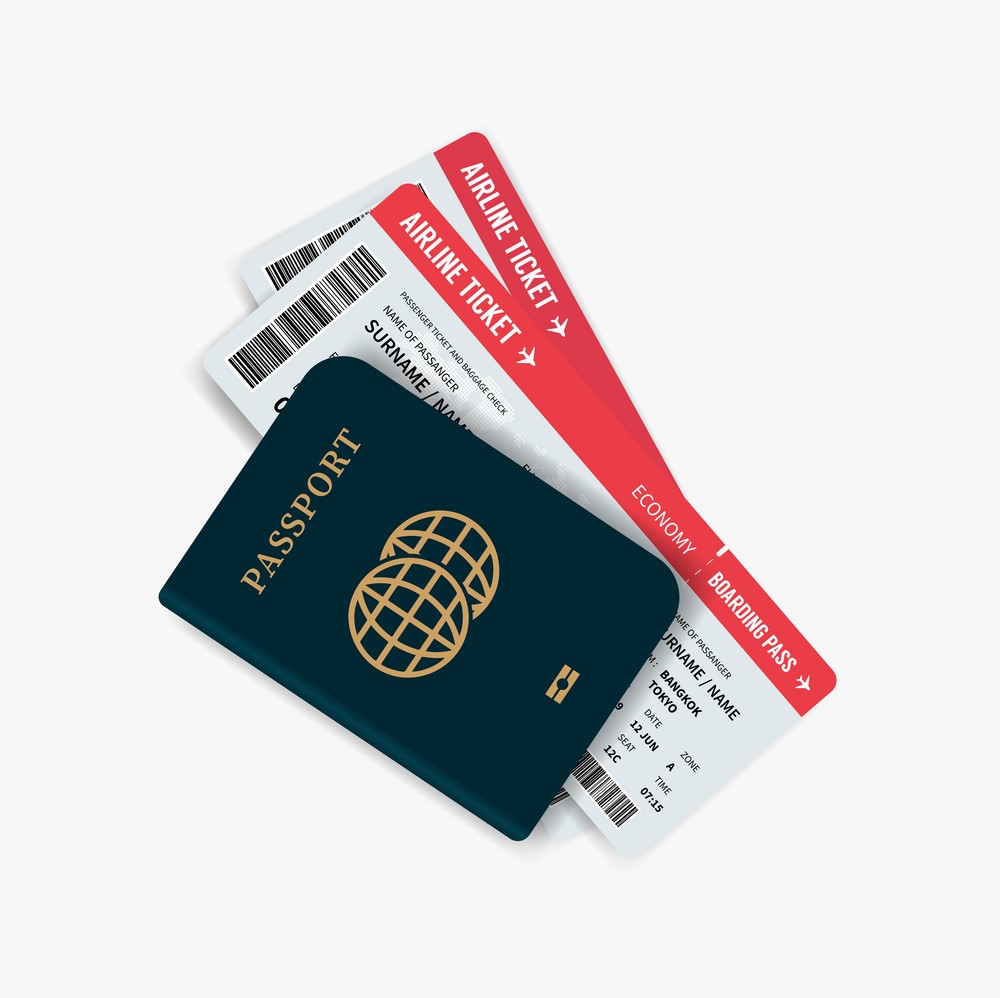 AIRLINE TICKET
AIRLINE TICKET
PASSENGER TICKET AND BAGGAGE CHECK
NAME OF PASSANGER
SURNAME / NAME
ECONOMY
PASSPORT
BOARDING PASS
NAME OF PASSANGER
SURNAME / NAME
BANGKOK
TOKYO
DATE
12 JUN
ZONE
A
SEAT
12C
TIME
07:15